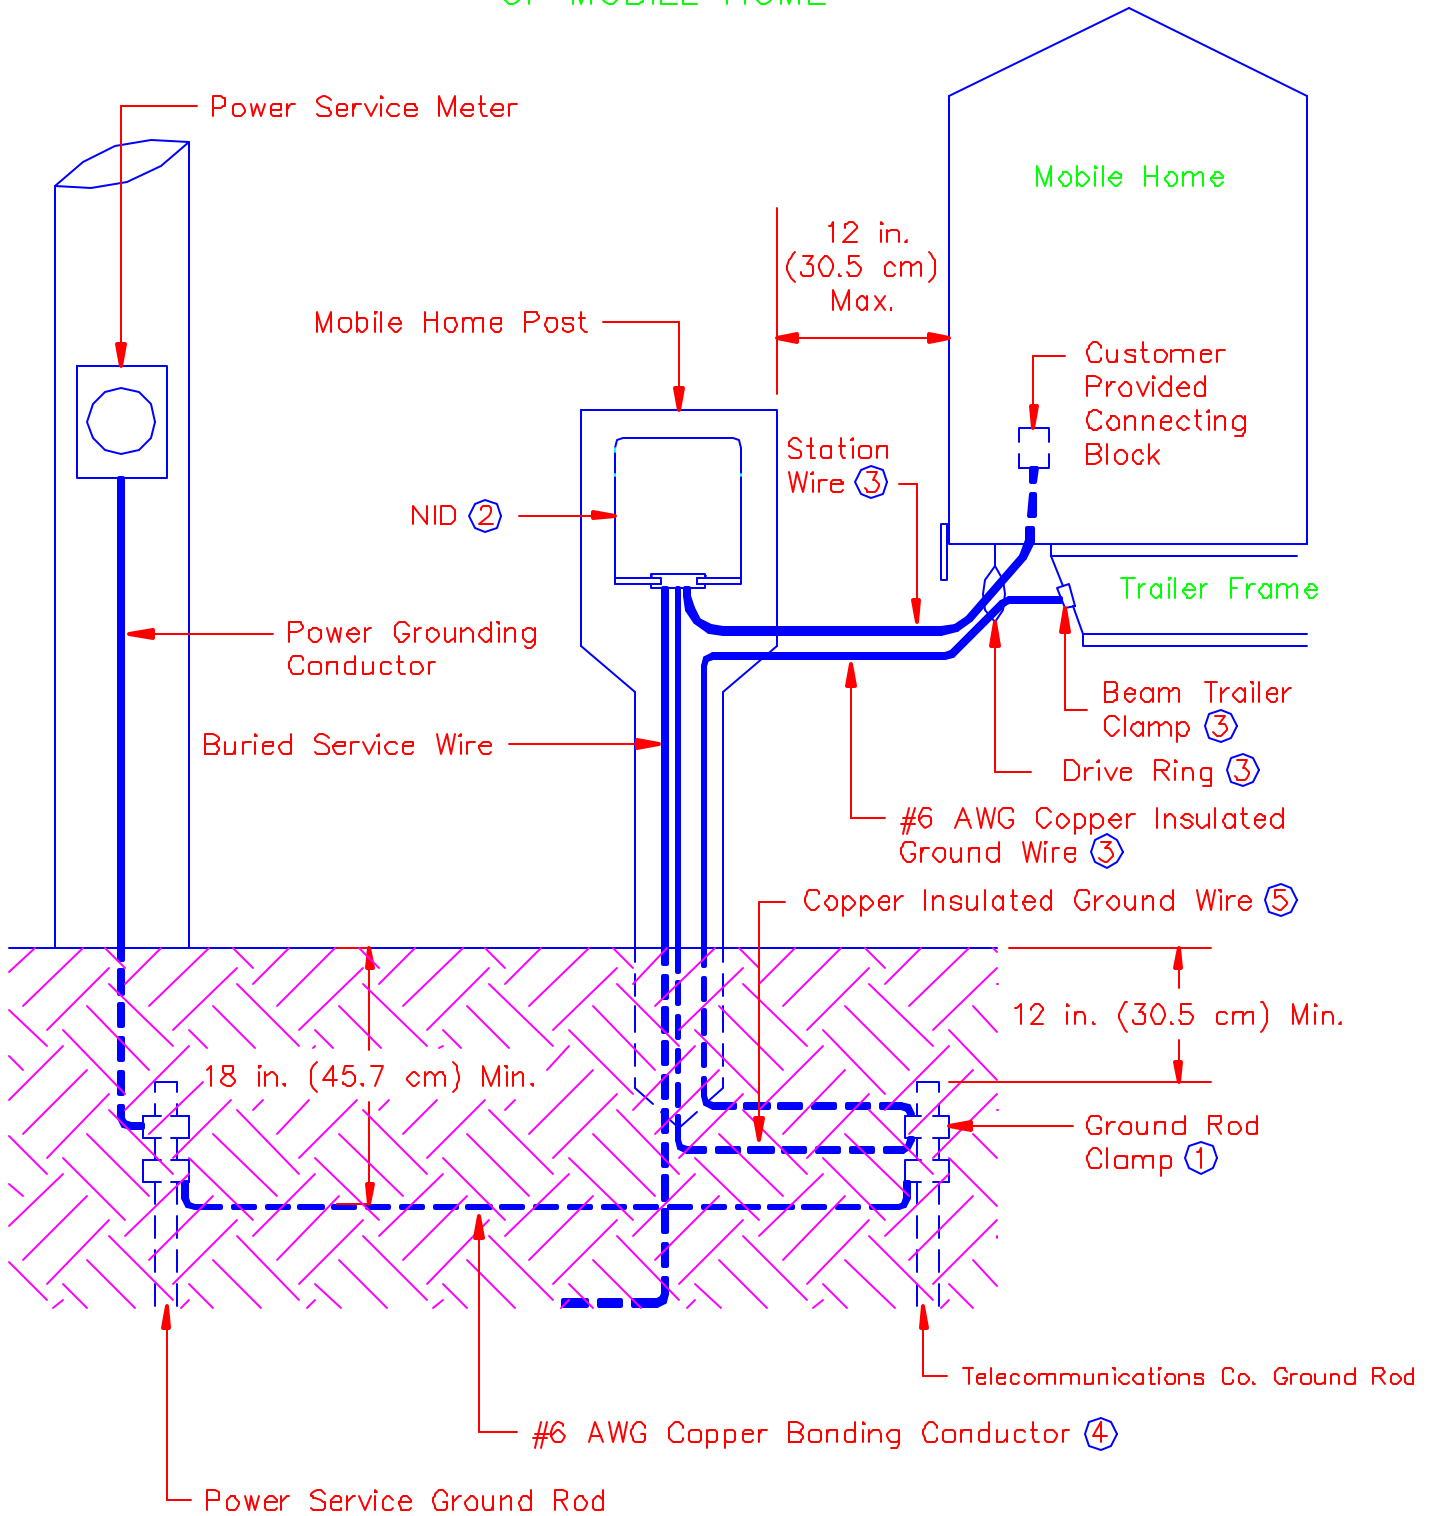 OF MOBILE HOME
Power Service Meter
Mobile Home
12 in.
(30.5 cm)
Max.
Mobile Home Post
Customer
Provided
Connecting
Block
Station
Wire 3
NID 2
Trailer Frame
Power Grounding
Conductor
Beam Trailer
Clamp 3
Buried Service Wire
Drive Ring 3
#6 AWG Copper Insulated
Ground Wire 3
Copper Insulated Ground Wire 5
12 in. (30.5 cm) Min.
18 in. (45.7 cm) Min.
Ground Rod
Clamp 1
Telecommunications Co. Ground Rod
#6 AWG Copper Bonding Conductor 4
Power Service Ground Rod